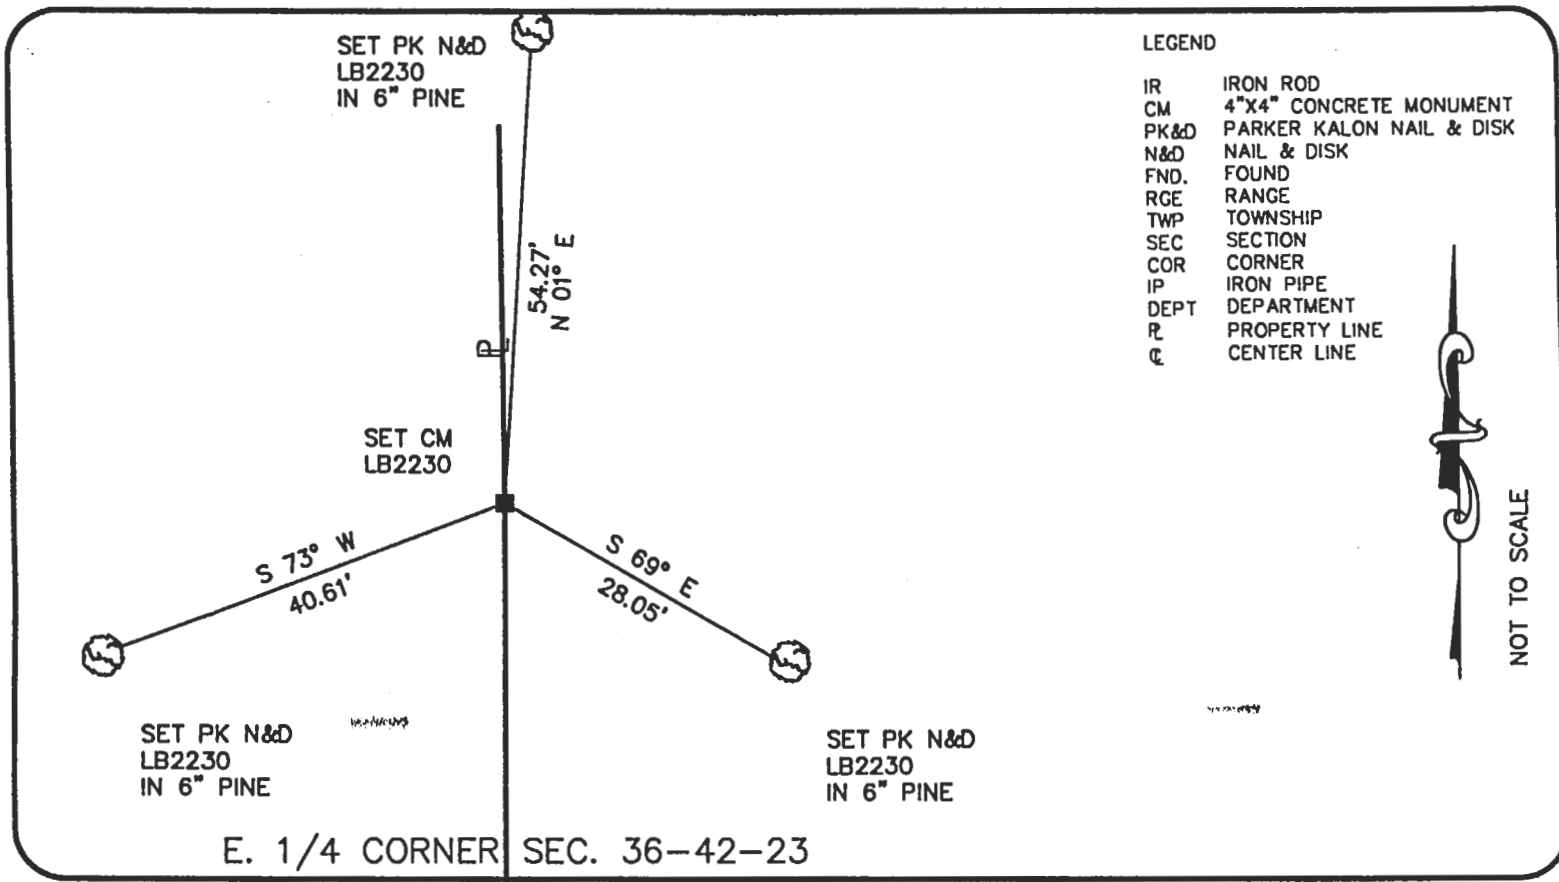 SET PK N&D
LB2230
IN 6" PINE
54.27'
N 01° E
PL
SET CM
LB2230
S 73° W
40.61'
S 69° E
28.05'
SET PK N&D
LB2230
IN 6" PINE
SET PK N&D
LB2230
IN 6" PINE
E. 1/4 CORNER SEC. 36-42-23
LEGEND
IR IRON ROD
CM 4"X4" CONCRETE MONUMENT
PK&D PARKER KALON NAIL & DISK
N&D NAIL & DISK
FND. FOUND
RGE RANGE
TWP TOWNSHIP
SEC SECTION
COR CORNER
IP IRON PIPE
DEPT DEPARTMENT
PL PROPERTY LINE
CL CENTER LINE
NOT TO SCALE